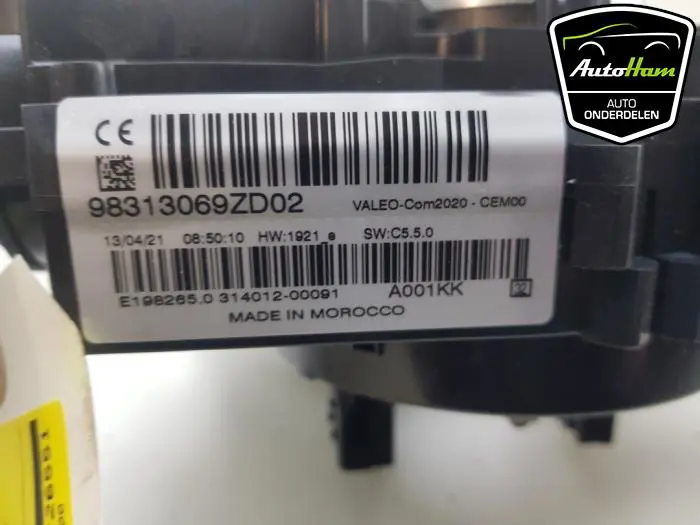 AutoHam
AUTO
ONDERDELEN
CE
98313069ZD02
VALEO-Com2020 - CEM00
13/04/21 08:50:10 HW:1921_e SW:C5.5.0
E198265.0 314012-00091 A001KK 32
MADE IN MOROCCO